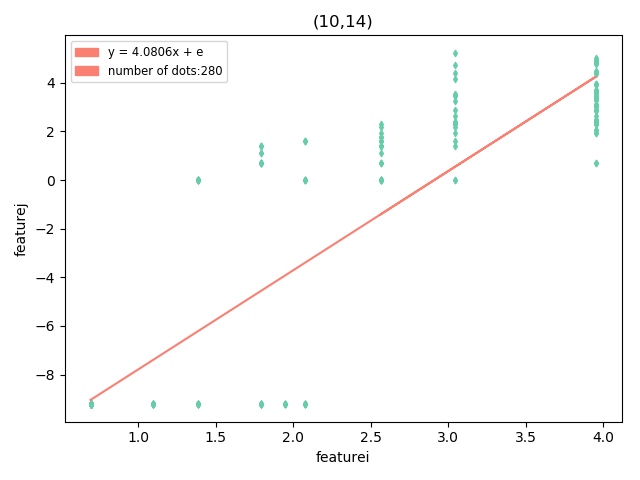 (10,14)
y = 4.0806x + e
number of dots:280
4
2
0
−2
−4
−6
−8
featurej
1.0 1.5 2.0 2.5 3.0 3.5 4.0
featurei